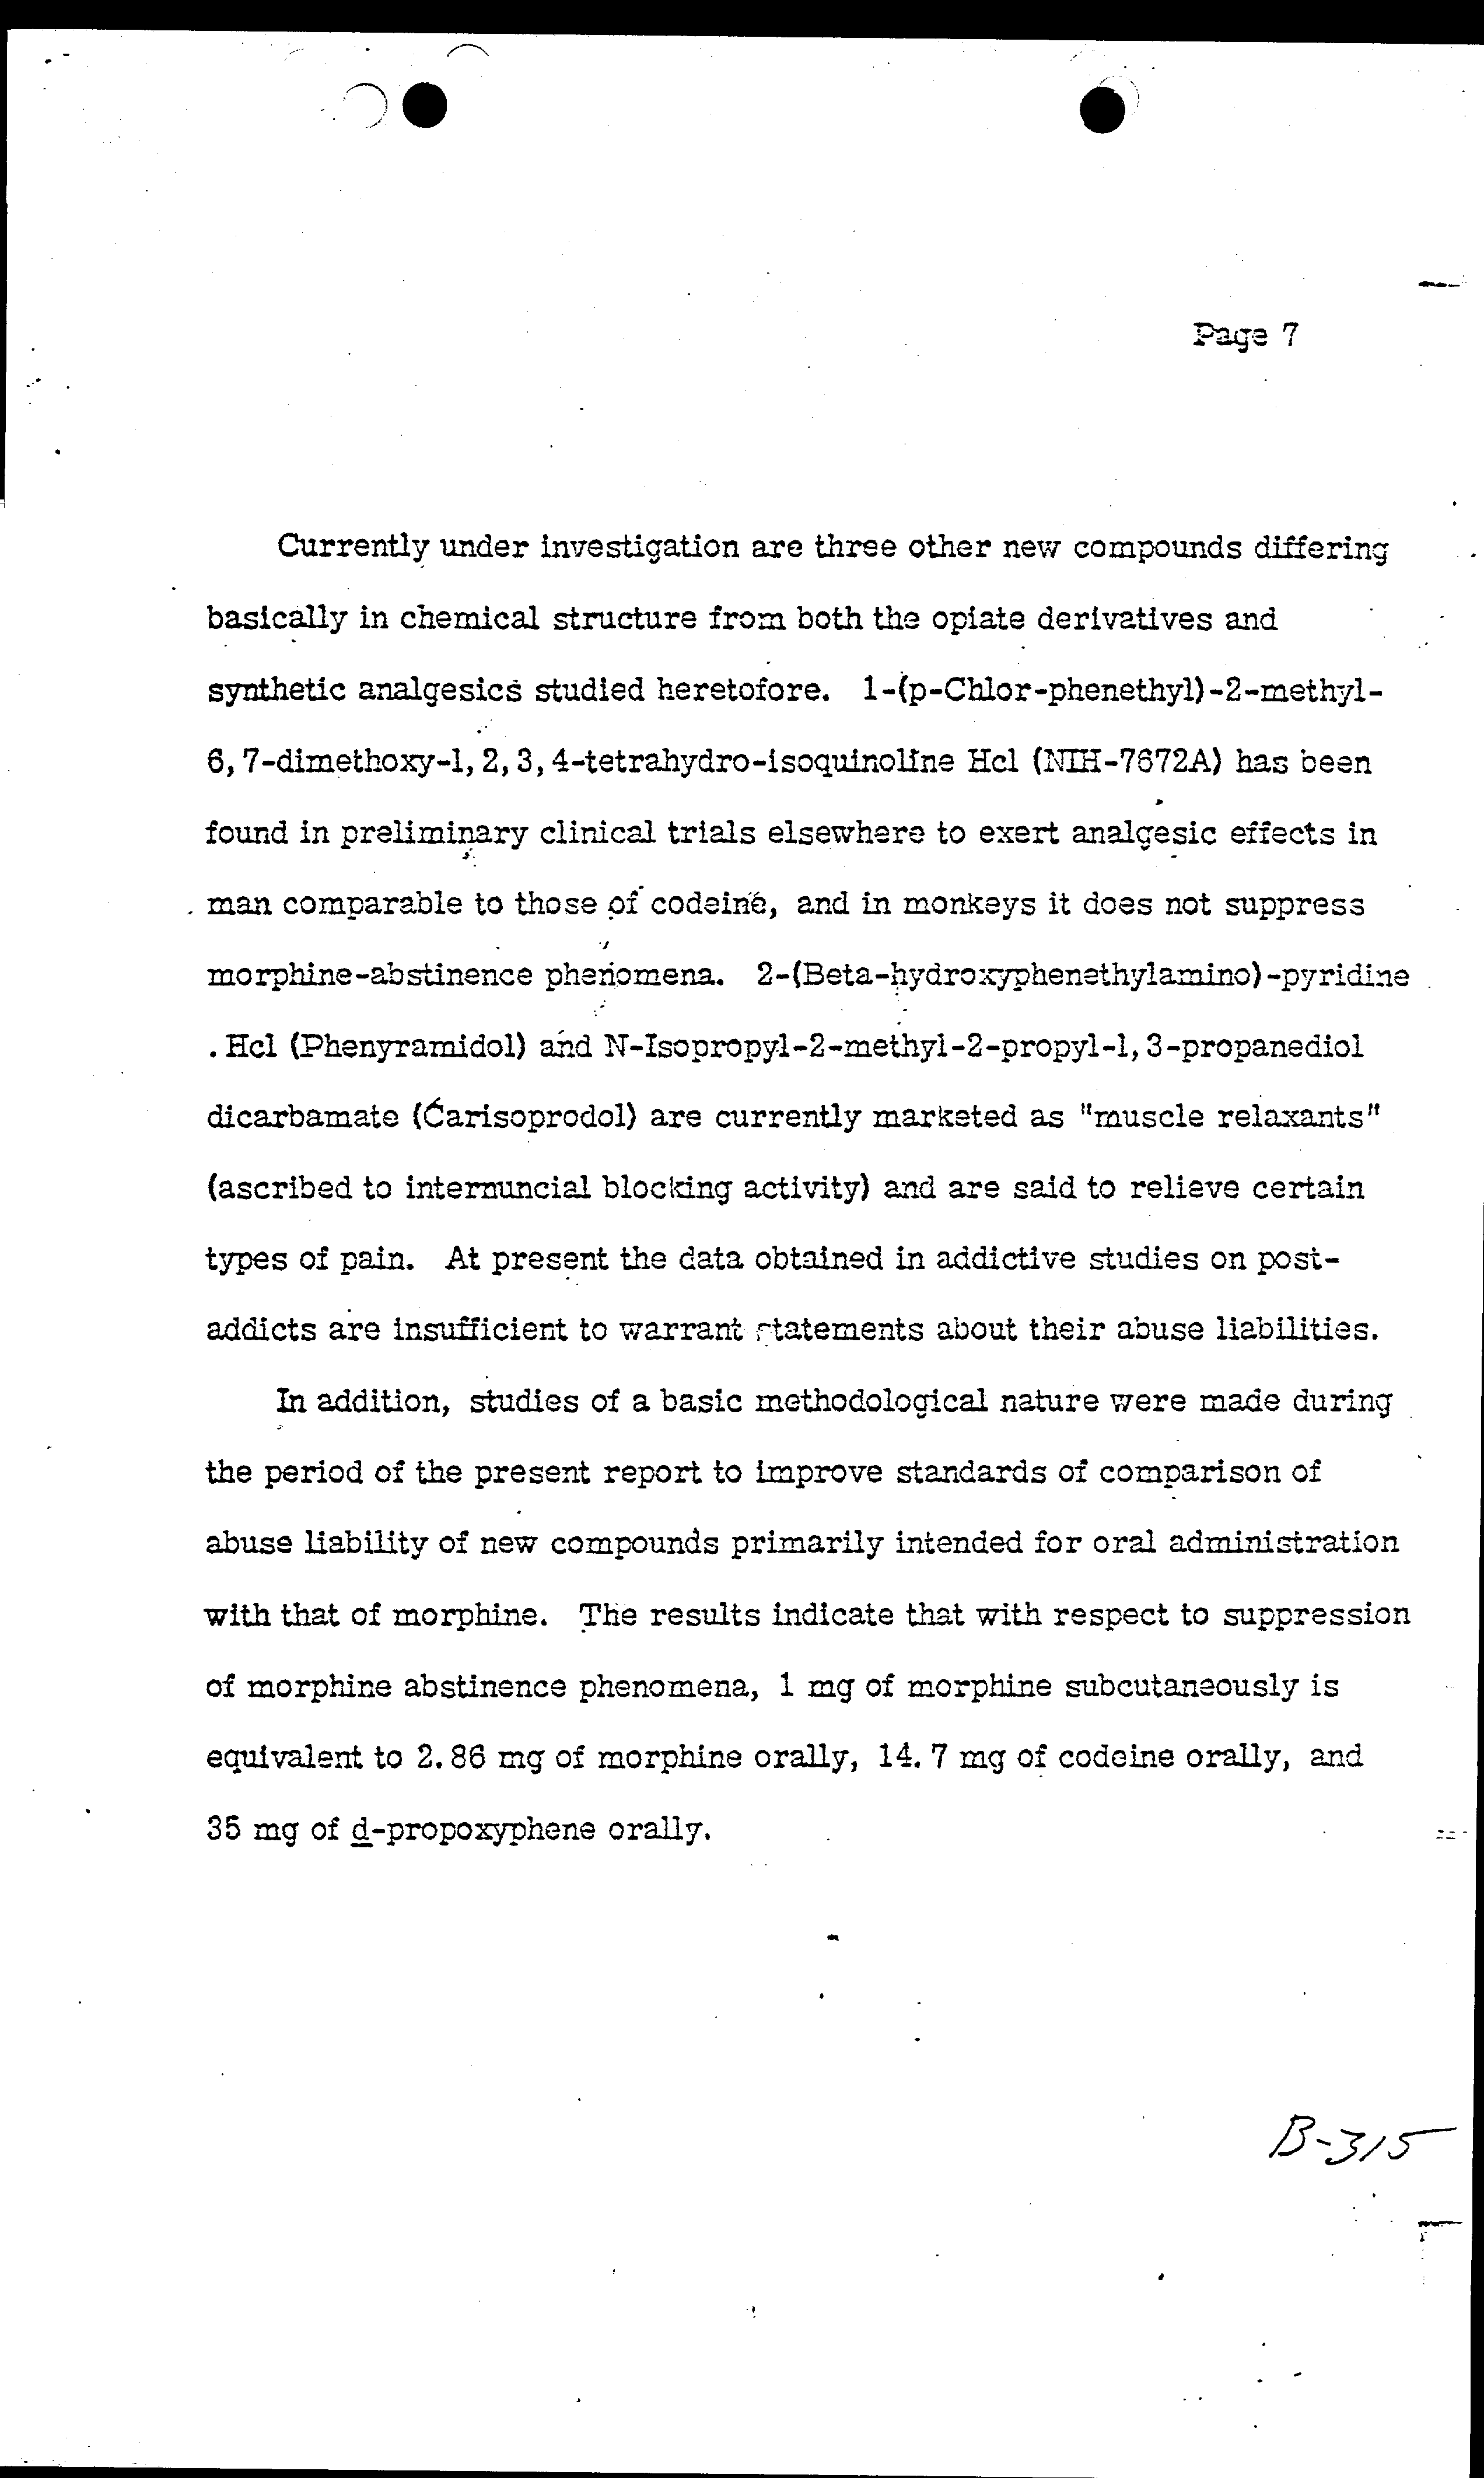 Page 7
Currently under investigation are three other new compounds differing
basically in chemical structure from both the opiate derivatives and
synthetic analgesics studied heretofore. 1-(p-Chlor-phenethyl)-2-methyl-
6, 7-dimethoxy-1, 2, 3, 4-tetrahydro-isoquinoline Hcl (NIH-7672A) has been
found in preliminary clinical trials elsewhere to exert analgesic effects in
man comparable to those of codeine, and in monkeys it does not suppress
morphine-abstinence phenomena. 2-(Beta-hydroxyphenethylamino)-pyridine
. Hcl (Phenyramidol) and N-Isopropyl-2-methyl-2-propyl-1, 3-propanediol
dicarbamate (Carisoprodol) are currently marketed as "muscle relaxants"
(ascribed to internuncial blocking activity) and are said to relieve certain
types of pain. At present the data obtained in addictive studies on post-
addicts are insufficient to warrant statements about their abuse liabilities.
In addition, studies of a basic methodological nature were made during
the period of the present report to improve standards of comparison of
abuse liability of new compounds primarily intended for oral administration
with that of morphine. The results indicate that with respect to suppression
of morphine abstinence phenomena, 1 mg of morphine subcutaneously is
equivalent to 2. 86 mg of morphine orally, 14. 7 mg of codeine orally, and
35 mg of d-propoxyphene orally.
B-315